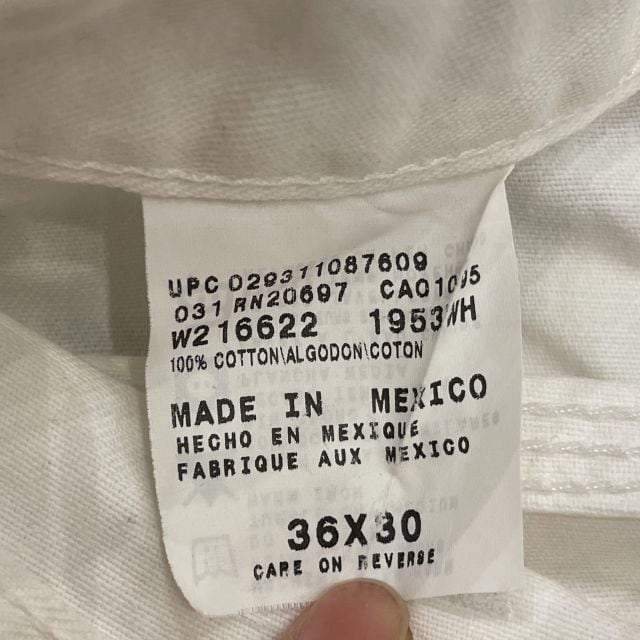 UPC 029311087609
031 RN20697 CA01095
W216622 1953WH
100% COTTON\ALGODON\COTON
MADE IN MEXICO
HECHO EN MEXIQUE
FABRIQUE AUX MEXICO
36X30
CARE ON REVERSE